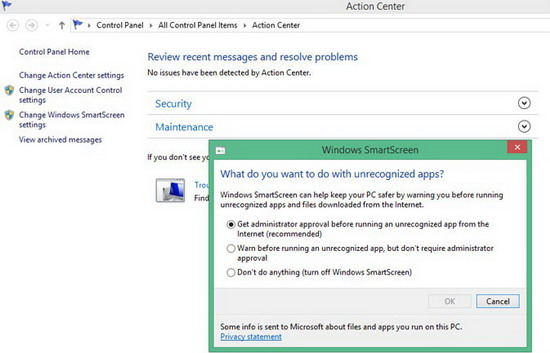 Action Center
Control Panel
All Control Panel Items
Action Center
Control Panel Home
Change Action Center settings
Change User Account Control
settings
Change Windows SmartScreen
settings
View archived messages
Review recent messages and resolve problems
No issues have been detected by Action Center.
Security
Maintenance
If you don't see yo
Trou
Find
Windows SmartScreen
What do you want to do with unrecognized apps?
Windows SmartScreen can help keep your PC safer by warning you before running
unrecognized apps and files downloaded from the Internet.
Get administrator approval before running an unrecognized app from the
Internet (recommended)
Warn before running an unrecognized app, but don't require administrator
approval
Don't do anything (turn off Windows SmartScreen)
OK
Cancel
Some info is sent to Microsoft about files and apps you run on this PC.
Privacy statement